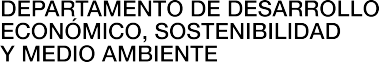 DEPARTAMENTO DE DESARROLLO
ECONÓMICO, SOSTENIBILIDAD
Y MEDIO AMBIENTE